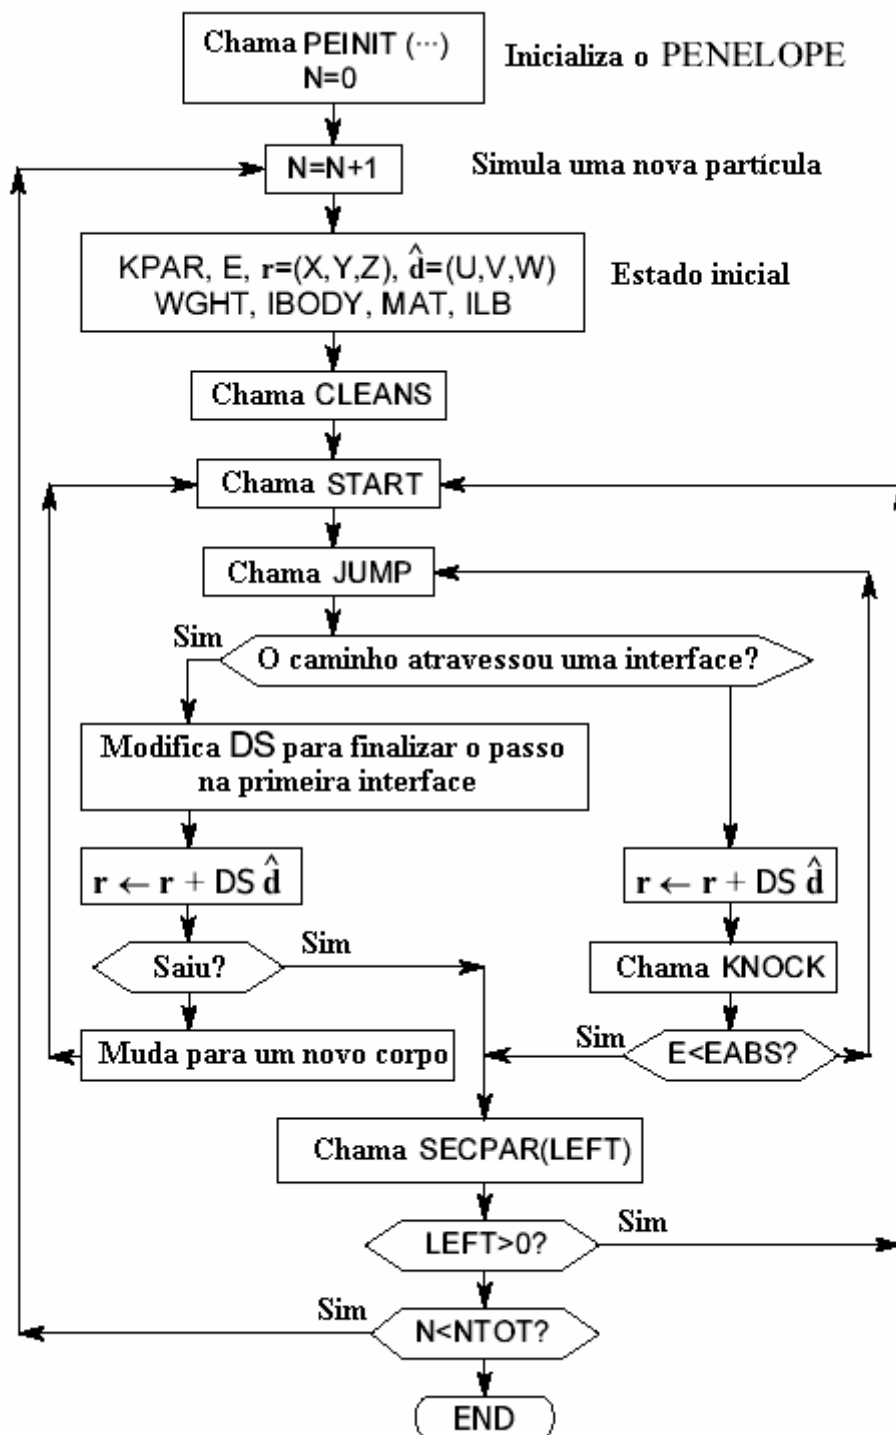 Chama PEINIT (···)
N=0
Inicializa o PENELOPE
N=N+1
Simula uma nova partícula
KPAR, E, r=(X,Y,Z), d̂=(U,V,W)
WGHT, IBODY, MAT, ILB
Estado inicial
Chama CLEANS
Chama START
Chama JUMP
Sim
O caminho atravessou uma interface?
Modifica DS para finalizar o passo
na primeira interface
r ← r + DS d̂
r ← r + DS d̂
Saiu?
Sim
Chama KNOCK
Muda para um novo corpo
Sim
E<EABS?
Chama SECPAR(LEFT)
LEFT>0?
Sim
Sim
N<NTOT?
END